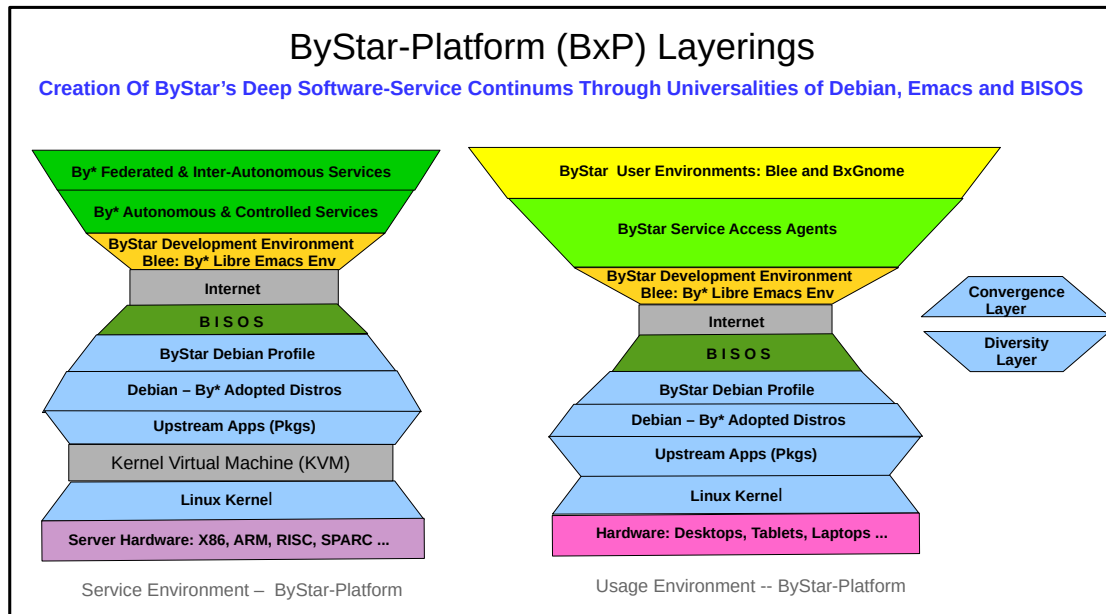 ByStar-Platform (BxP) Layerings
Creation Of ByStar's Deep Software-Service Continums Through Universalities of Debian, Emacs and BISOS
By* Federated & Inter-Autonomous Services
By* Autonomous & Controlled Services
ByStar Development Environment
Blee: By* Libre Emacs Env
Internet
B I S O S
ByStar Debian Profile
Debian – By* Adopted Distros
Upstream Apps (Pkgs)
Kernel Virtual Machine (KVM)
Linux Kernel
Server Hardware: X86, ARM, RISC, SPARC ...
Service Environment – ByStar-Platform
ByStar User Environments: Blee and BxGnome
ByStar Service Access Agents
ByStar Development Environment
Blee: By* Libre Emacs Env
Internet
B I S O S
ByStar Debian Profile
Debian – By* Adopted Distros
Upstream Apps (Pkgs)
Linux Kernel
Hardware: Desktops, Tablets, Laptops ...
Usage Environment -- ByStar-Platform
Convergence
Layer
Diversity
Layer